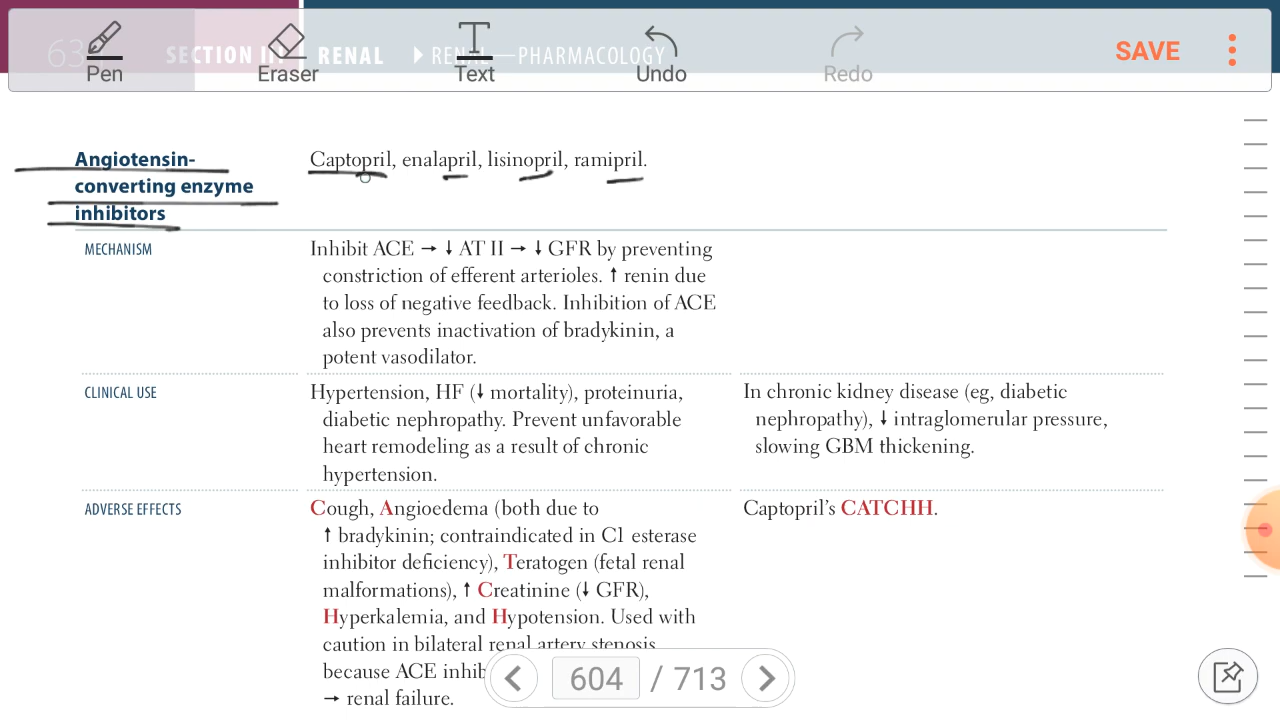 63
SECTION III
RENAL
RENAL—PHARMACOLOGY
Pen
Eraser
Text
Undo
Redo
SAVE
Angiotensin-
converting enzyme
inhibitors
Captopril, enalapril, lisinopril, ramipril.
MECHANISM
Inhibit ACE → ↓ AT II → ↓ GFR by preventing
constriction of efferent arterioles. ↑ renin due
to loss of negative feedback. Inhibition of ACE
also prevents inactivation of bradykinin, a
potent vasodilator.
CLINICAL USE
Hypertension, HF (↓ mortality), proteinuria,
diabetic nephropathy. Prevent unfavorable
heart remodeling as a result of chronic
hypertension.
In chronic kidney disease (eg, diabetic
nephropathy), ↓ intraglomerular pressure,
slowing GBM thickening.
ADVERSE EFFECTS
Cough, Angioedema (both due to
↑ bradykinin; contraindicated in C1 esterase
inhibitor deficiency), Teratogen (fetal renal
malformations), ↑ Creatinine (↓ GFR),
Hyperkalemia, and Hypotension. Used with
caution in bilateral renal artery stenosis
because ACE inhib
→ renal failure.
Captopril's CATCHH.
604 / 713